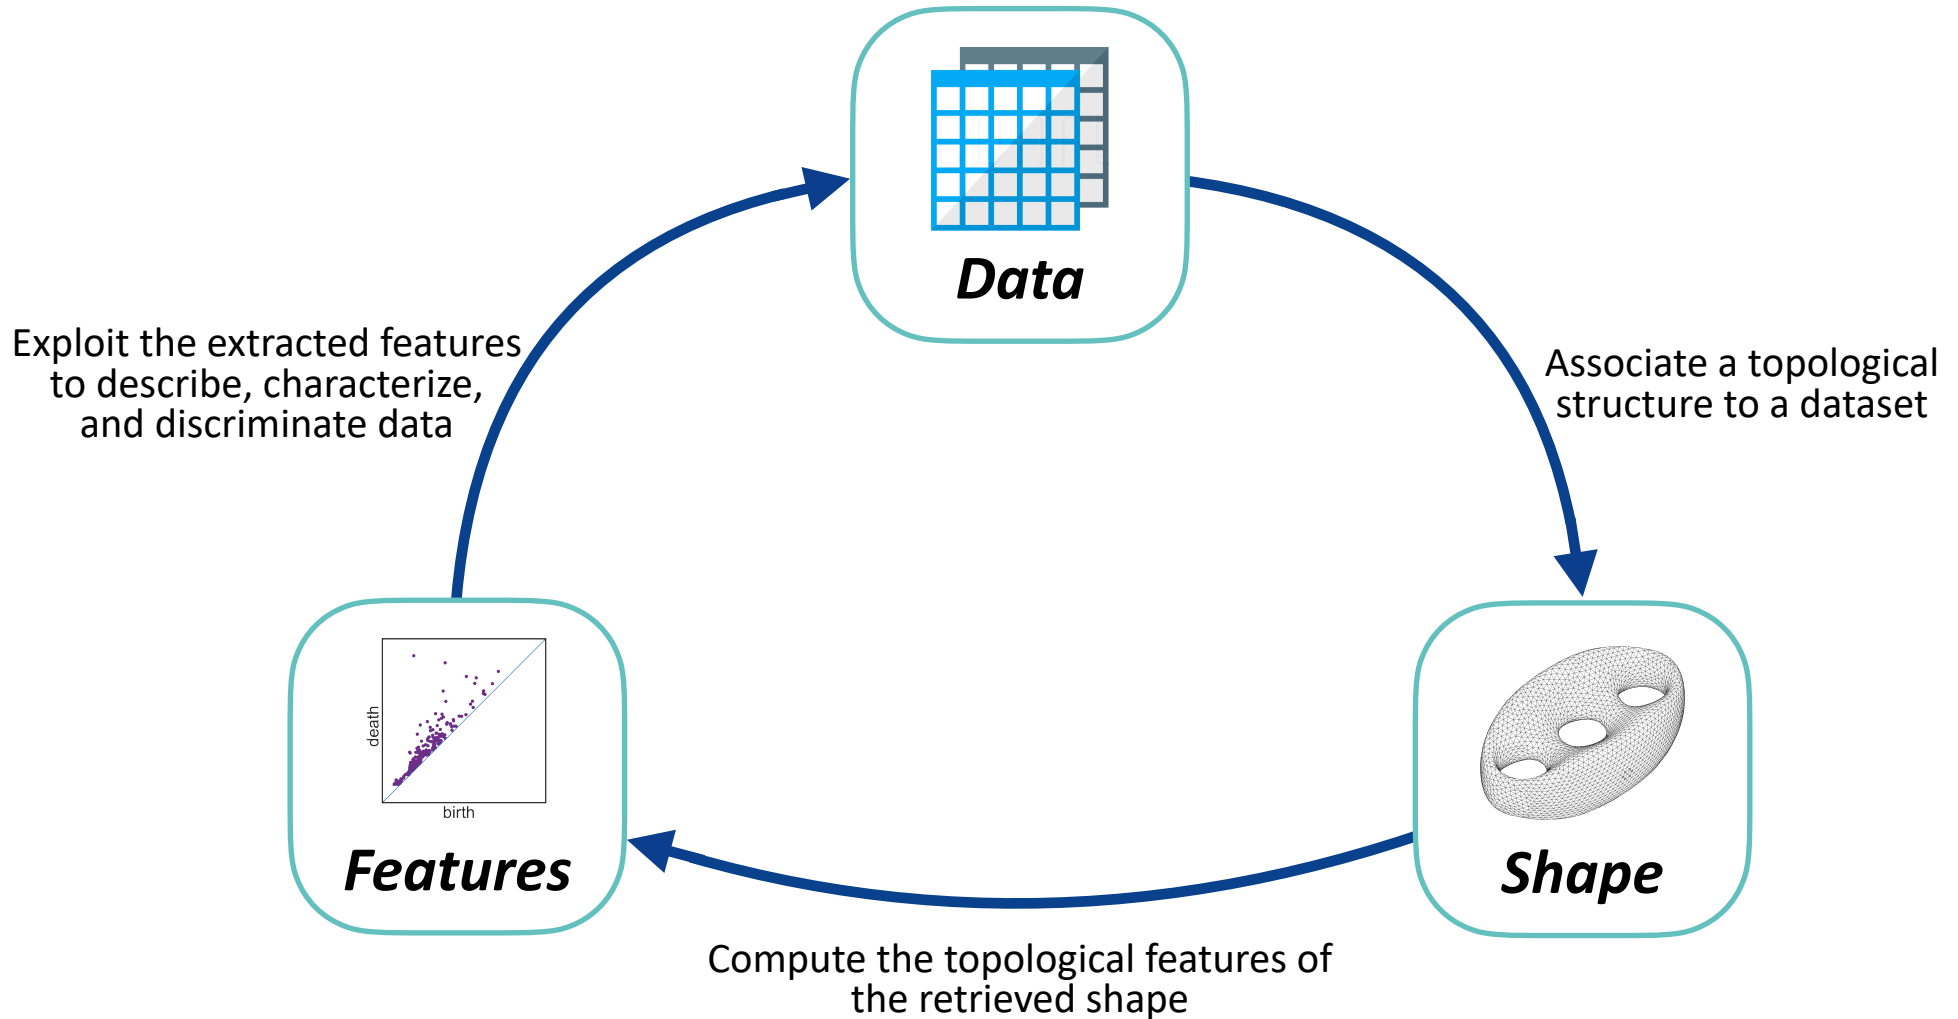 Data
Exploit the extracted features
to describe, characterize,
and discriminate data
Associate a topological
structure to a dataset
death
birth
Features
Shape
Compute the topological features of
the retrieved shape